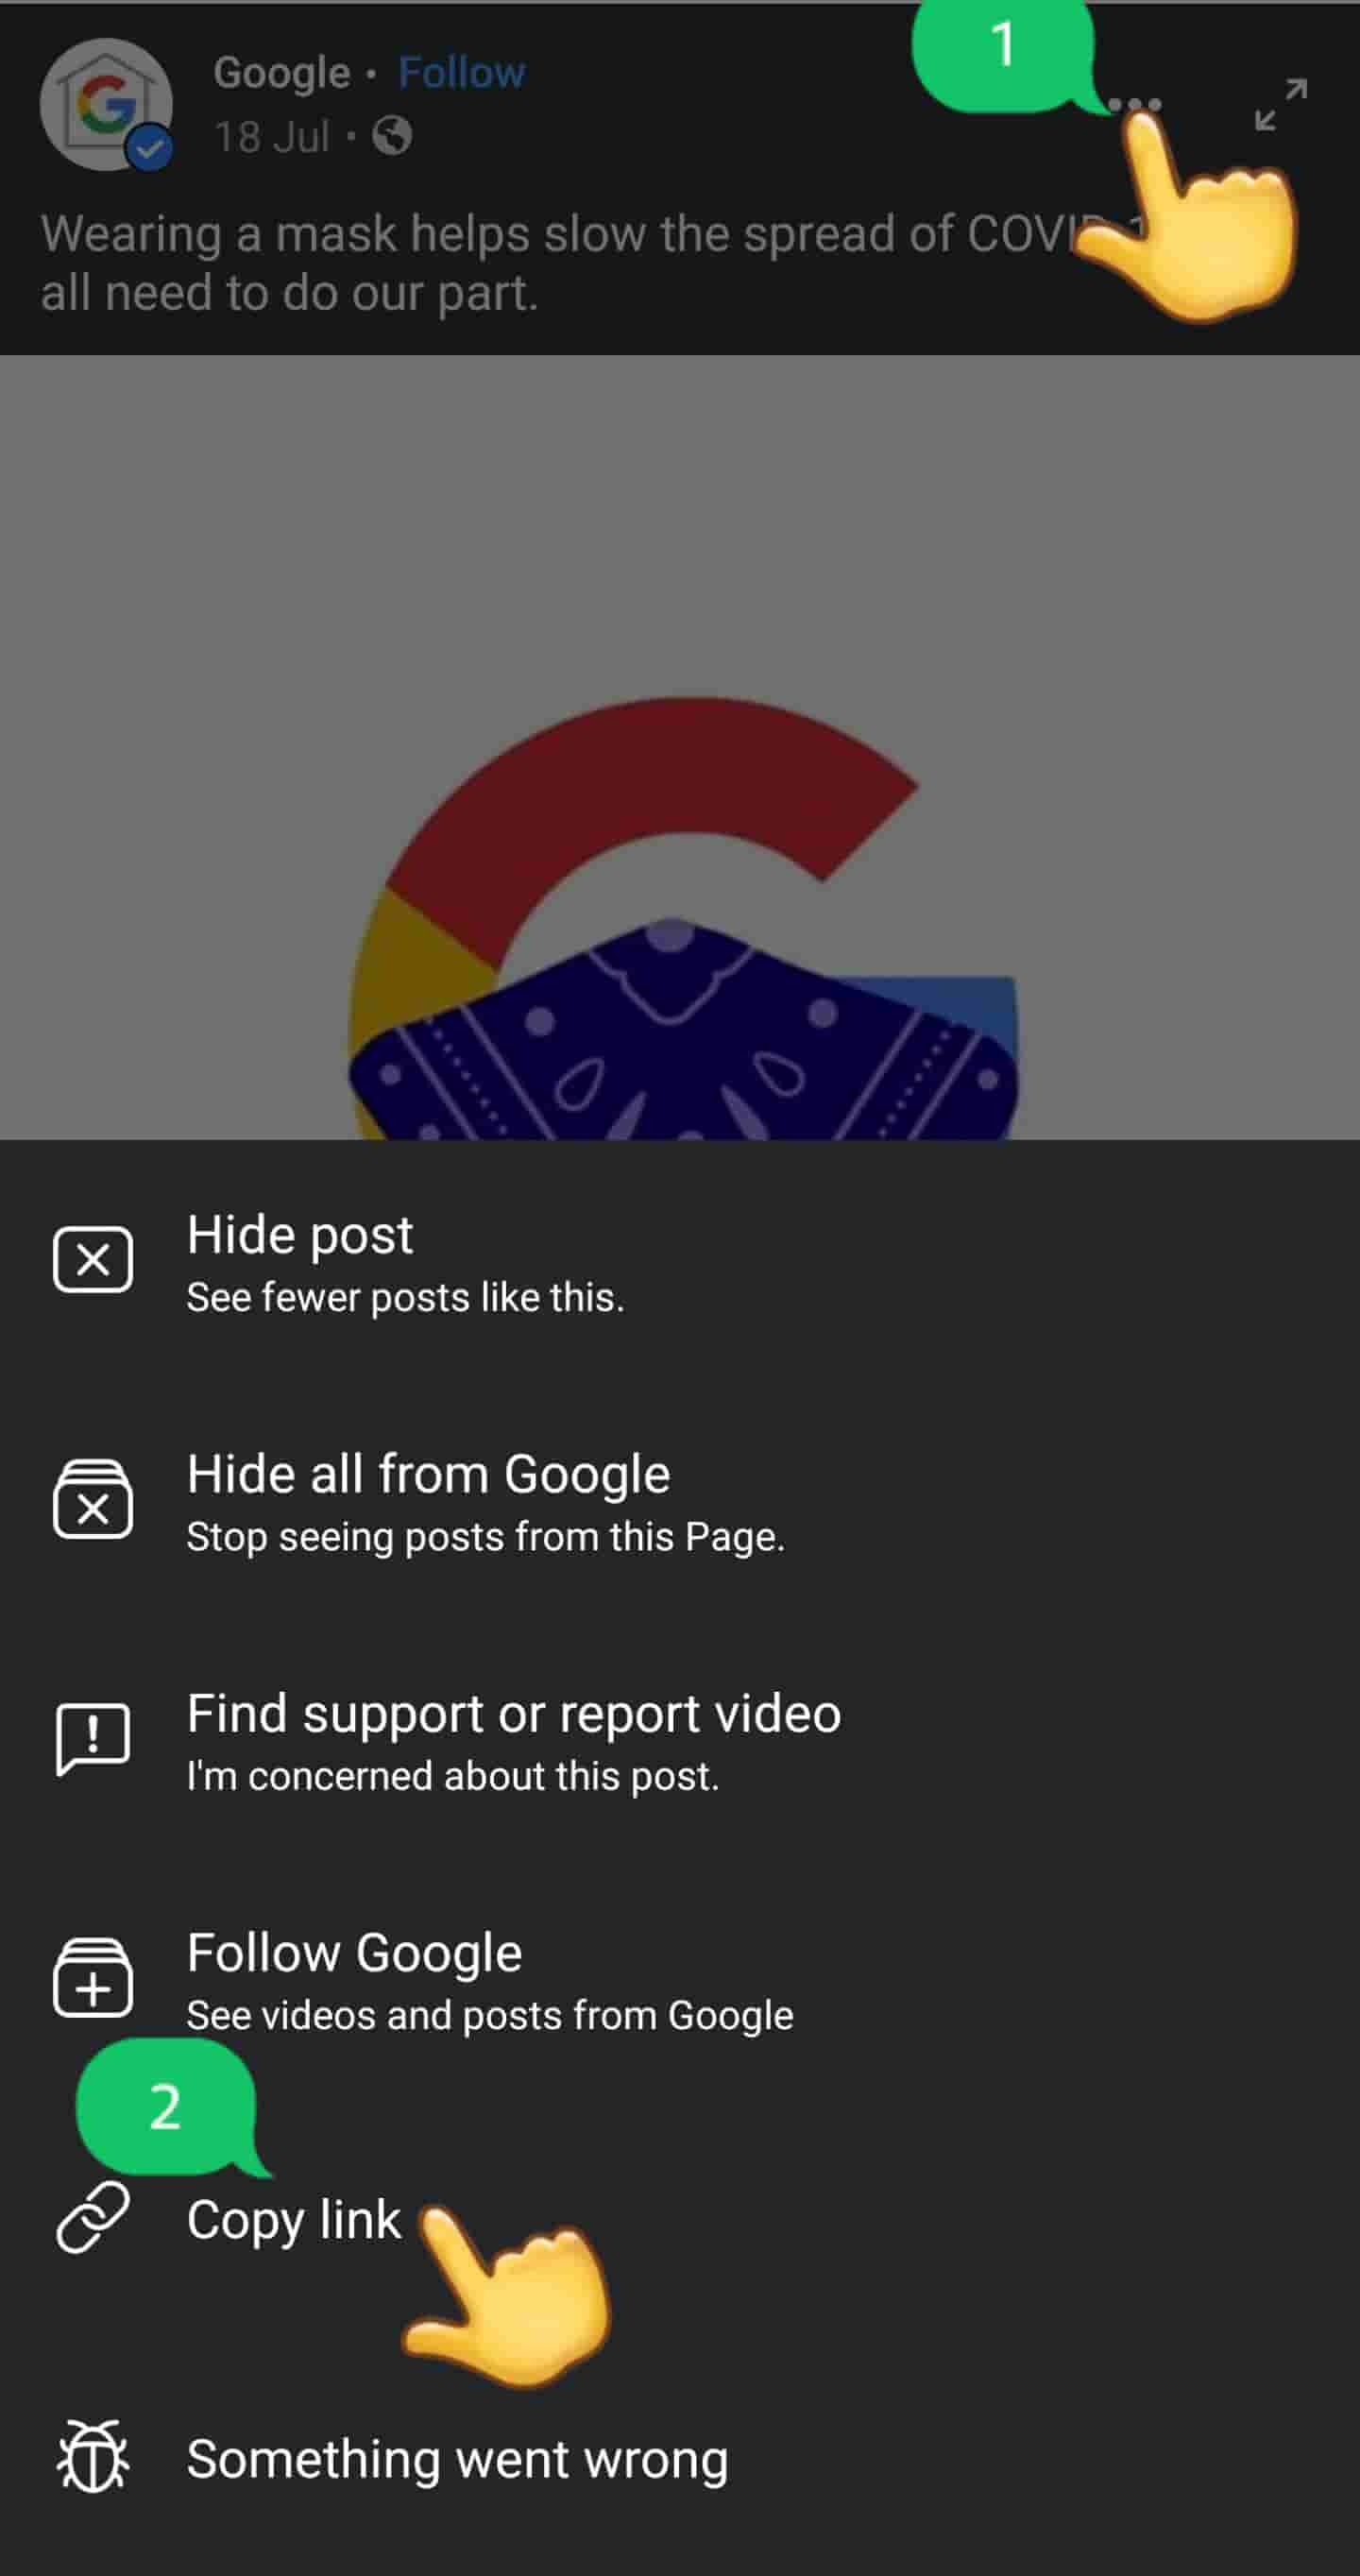 1
Google • Follow
18 Jul •
Wearing a mask helps slow the spread of
all need to do our part.
Hide post
See fewer posts like this.
Hide all from Google
Stop seeing posts from this Page.
Find support or report video
I'm concerned about this post.
Follow Google
See videos and posts from Google
2
Copy link
Something went wrong